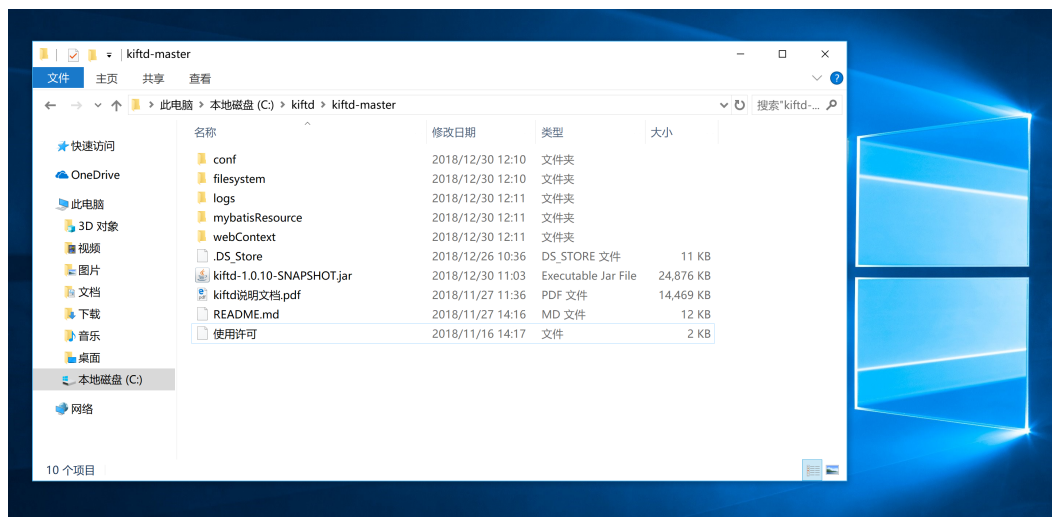 kiftd-master
文件 主页 共享 查看
此电脑 本地磁盘 (C:) kiftd kiftd-master 搜索"kiftd-...
名称 修改日期 类型 大小
快速访问
OneDrive
此电脑
3D 对象
视频
图片
文档
下载
音乐
桌面
本地磁盘 (C:)
网络
conf 2018/12/30 12:10 文件夹
filesystem 2018/12/30 12:10 文件夹
logs 2018/12/30 12:11 文件夹
mybatisResource 2018/12/30 12:11 文件夹
webContext 2018/12/30 12:11 文件夹
.DS_Store 2018/12/26 10:36 DS_STORE 文件 11 KB
kiftd-1.0.10-SNAPSHOT.jar 2018/12/30 11:03 Executable Jar File 24,876 KB
kiftd说明文档.pdf 2018/11/27 11:36 PDF 文件 14,469 KB
README.md 2018/11/27 14:16 MD 文件 12 KB
使用许可 2018/11/16 14:17 文件 2 KB
10 个项目